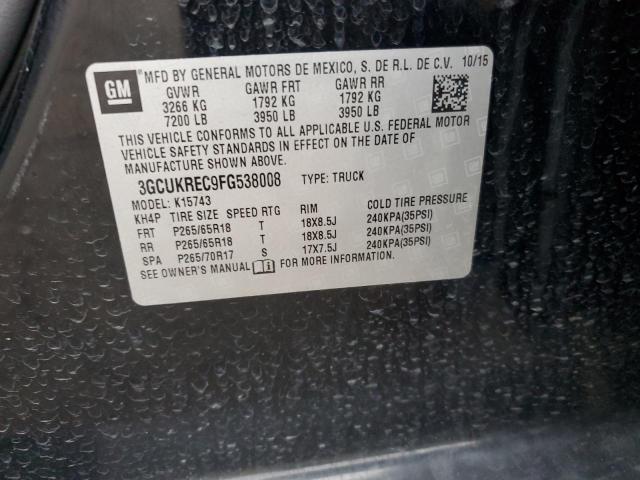 GM MFD BY GENERAL MOTORS DE MEXICO, S. DE R.L. DE C.V. 10/15
GVWR GAWR FRT GAWR RR
3266 KG 1792 KG 1792 KG
7200 LB 3950 LB 3950 LB
THIS VEHICLE CONFORMS TO ALL APPLICABLE U.S. FEDERAL MOTOR
VEHICLE SAFETY STANDARDS IN EFFECT ON THE DATE OF
MANUFACTURE SHOWN ABOVE.
3GCUKREC9FG538008 TYPE: TRUCK
MODEL: K15743
KH4P TIRE SIZE SPEED RTG RIM COLD TIRE PRESSURE
FRT P265/65R18 T 18X8.5J 240KPA(35PSI)
RR P265/65R18 T 18X8.5J 240KPA(35PSI)
SPA P265/70R17 S 17X7.5J 240KPA(35PSI)
SEE OWNER'S MANUAL FOR MORE INFORMATION.